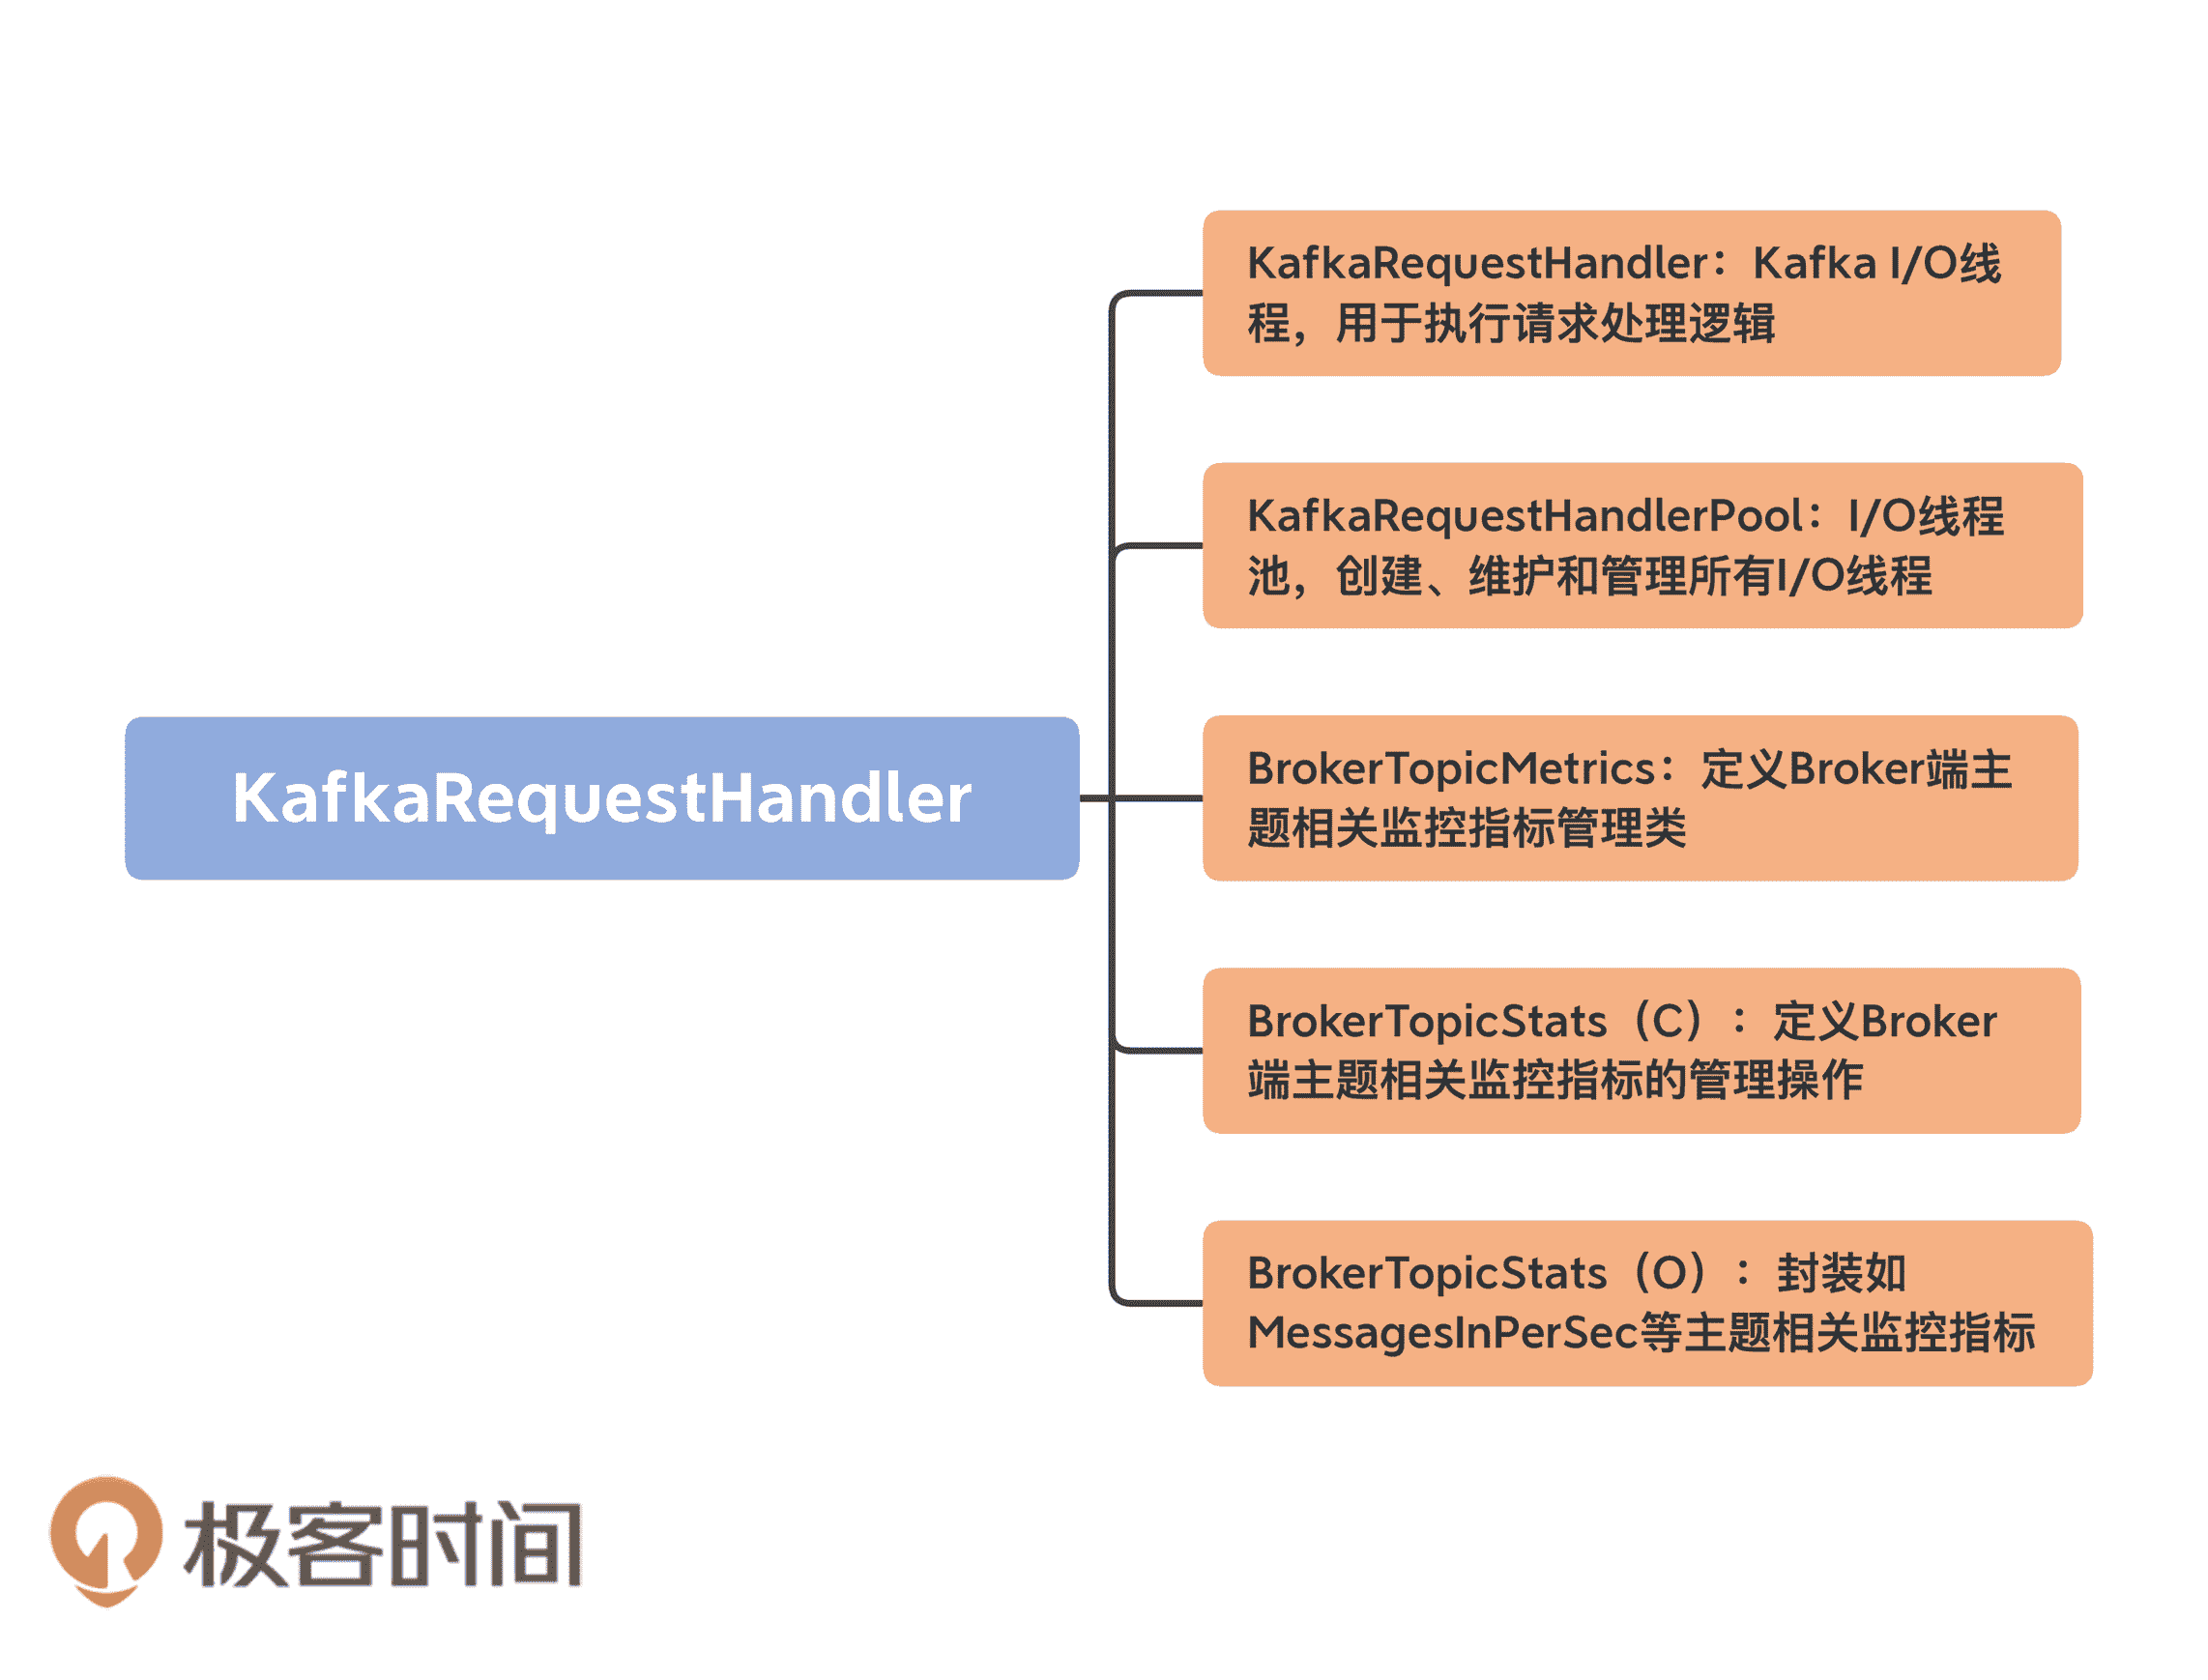 KafkaRequestHandler
KafkaRequestHandler：Kafka I/O线
程，用于执行请求处理逻辑
KafkaRequestHandlerPool：I/O线程
池，创建、维护和管理所有I/O线程
BrokerTopicMetrics：定义Broker端主
题相关监控指标管理类
BrokerTopicStats（C）：定义Broker
端主题相关监控指标的管理操作
BrokerTopicStats（O）：封装如
MessagesInPerSec等主题相关监控指标
极客时间